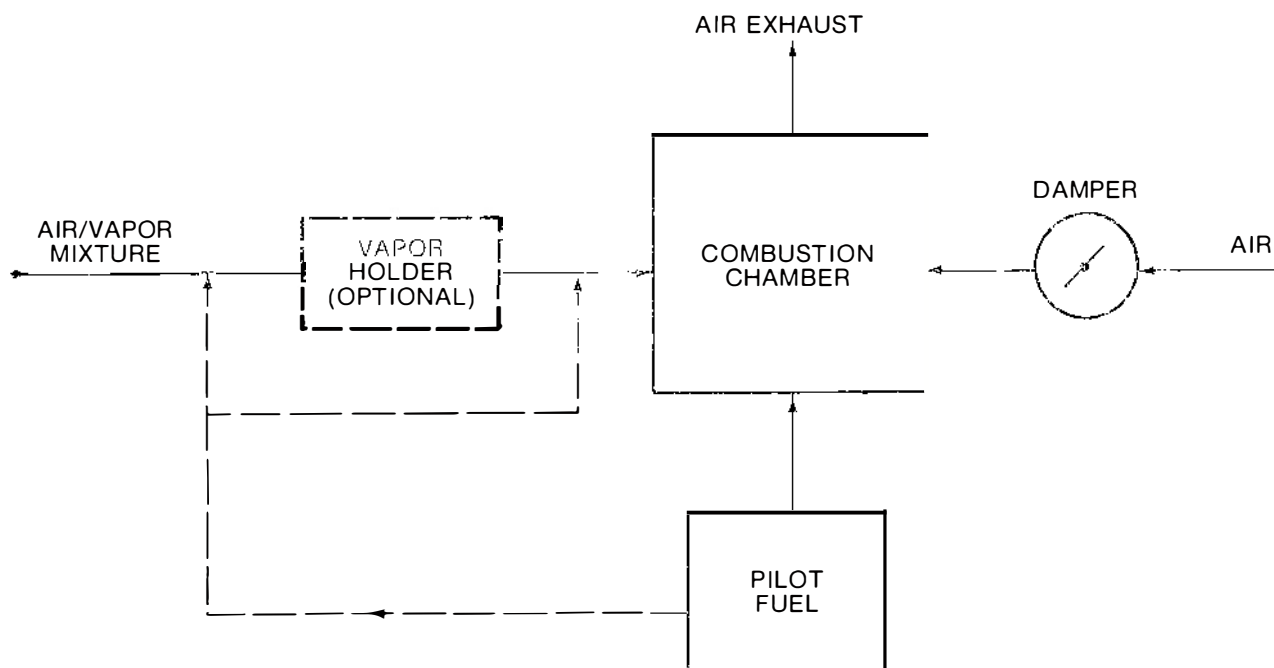 AIR EXHAUST
DAMPER
AIR/VAPOR
MIXTURE
VAPOR
HOLDER
(OPTIONAL)
COMBUSTION
CHAMBER
AIR
PILOT
FUEL